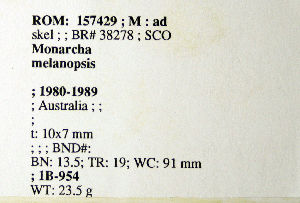 ROM: 157429 ; M : ad
skel ; ; BR# 38278 ; SCO
Monarcha
melanopsis
; 1980-1989
; Australia ; ;
;
t: 10x7 mm
; ; ; BND#:
BN: 13.5; TR: 19; WC: 91 mm
; 1B-954
WT: 23.5 g